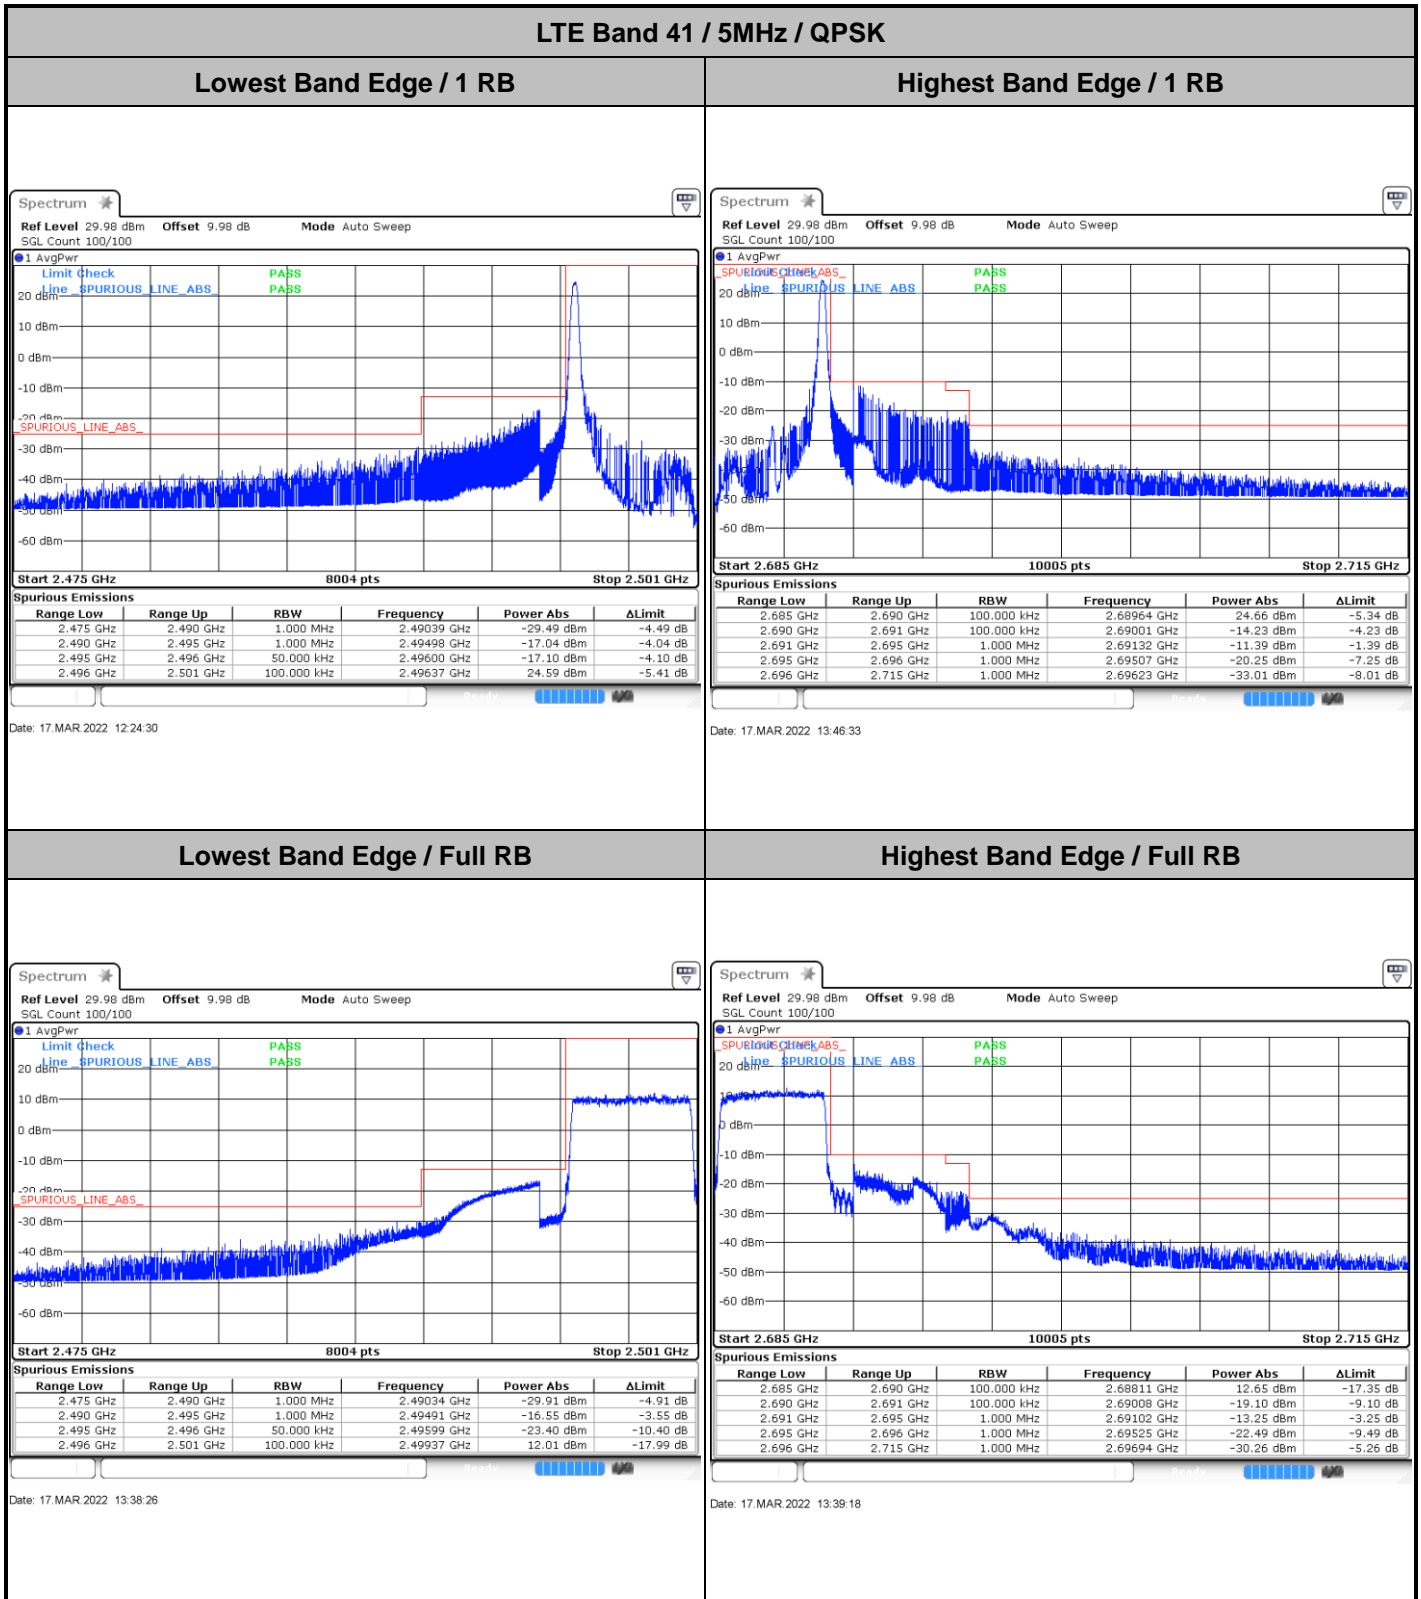 LTE Band 41 / 5MHz / QPSK
Lowest Band Edge / 1 RB
Highest Band Edge / 1 RB
Spectrum
Ref Level 29.98 dBm Offset 9.98 dB Mode Auto Sweep
SGL Count 100/100
1 AvgPwr
Limit Check PASS
Line _SPURIOUS_LINE_ABS_ PASS
20 dBm
10 dBm
0 dBm
-10 dBm
-20 dBm
_SPURIOUS_LINE_ABS_
-30 dBm
-40 dBm
-50 dBm
-60 dBm
Start 2.475 GHz 8004 pts Stop 2.501 GHz
Spurious Emissions
Range Low Range Up RBW Frequency Power Abs ΔLimit
2.475 GHz 2.490 GHz 1.000 MHz 2.49039 GHz -29.49 dBm -4.49 dB
2.490 GHz 2.495 GHz 1.000 MHz 2.49498 GHz -17.04 dBm -4.04 dB
2.495 GHz 2.496 GHz 50.000 kHz 2.49600 GHz -17.10 dBm -4.10 dB
2.496 GHz 2.501 GHz 100.000 kHz 2.49637 GHz 24.59 dBm -5.41 dB
Ready
Date: 17.MAR.2022 12:24:30
Spectrum
Ref Level 29.98 dBm Offset 9.98 dB Mode Auto Sweep
SGL Count 100/100
1 AvgPwr
_SPURIOUS_LINE_ABS_
Limit Check PASS
Line _SPURIOUS_LINE_ABS_ PASS
20 dBm
10 dBm
0 dBm
-10 dBm
-20 dBm
-30 dBm
-40 dBm
-50 dBm
-60 dBm
Start 2.685 GHz 10005 pts Stop 2.715 GHz
Spurious Emissions
Range Low Range Up RBW Frequency Power Abs ΔLimit
2.685 GHz 2.690 GHz 100.000 kHz 2.68964 GHz 24.66 dBm -5.34 dB
2.690 GHz 2.691 GHz 100.000 kHz 2.69001 GHz -14.23 dBm -4.23 dB
2.691 GHz 2.695 GHz 1.000 MHz 2.69132 GHz -11.39 dBm -1.39 dB
2.695 GHz 2.696 GHz 1.000 MHz 2.69507 GHz -20.25 dBm -7.25 dB
2.696 GHz 2.715 GHz 1.000 MHz 2.69623 GHz -33.01 dBm -8.01 dB
Ready
Date: 17.MAR.2022 13:46:33
Lowest Band Edge / Full RB
Highest Band Edge / Full RB
Spectrum
Ref Level 29.98 dBm Offset 9.98 dB Mode Auto Sweep
SGL Count 100/100
1 AvgPwr
Limit Check PASS
Line _SPURIOUS_LINE_ABS_ PASS
20 dBm
10 dBm
0 dBm
-10 dBm
-20 dBm
_SPURIOUS_LINE_ABS_
-30 dBm
-40 dBm
-50 dBm
-60 dBm
Start 2.475 GHz 8004 pts Stop 2.501 GHz
Spurious Emissions
Range Low Range Up RBW Frequency Power Abs ΔLimit
2.475 GHz 2.490 GHz 1.000 MHz 2.49034 GHz -29.91 dBm -4.91 dB
2.490 GHz 2.495 GHz 1.000 MHz 2.49491 GHz -16.55 dBm -3.55 dB
2.495 GHz 2.496 GHz 50.000 kHz 2.49599 GHz -23.40 dBm -10.40 dB
2.496 GHz 2.501 GHz 100.000 kHz 2.49937 GHz 12.01 dBm -17.99 dB
Ready
Date: 17.MAR.2022 13:38:26
Spectrum
Ref Level 29.98 dBm Offset 9.98 dB Mode Auto Sweep
SGL Count 100/100
1 AvgPwr
_SPURIOUS_LINE_ABS_
Limit Check PASS
Line _SPURIOUS_LINE_ABS_ PASS
20 dBm
10 dBm
0 dBm
-10 dBm
-20 dBm
-30 dBm
-40 dBm
-50 dBm
-60 dBm
Start 2.685 GHz 10005 pts Stop 2.715 GHz
Spurious Emissions
Range Low Range Up RBW Frequency Power Abs ΔLimit
2.685 GHz 2.690 GHz 100.000 kHz 2.68811 GHz 12.65 dBm -17.35 dB
2.690 GHz 2.691 GHz 100.000 kHz 2.69008 GHz -19.10 dBm -9.10 dB
2.691 GHz 2.695 GHz 1.000 MHz 2.69102 GHz -13.25 dBm -3.25 dB
2.695 GHz 2.696 GHz 1.000 MHz 2.69525 GHz -22.49 dBm -9.49 dB
2.696 GHz 2.715 GHz 1.000 MHz 2.69694 GHz -30.26 dBm -5.26 dB
Ready
Date: 17.MAR.2022 13:39:18